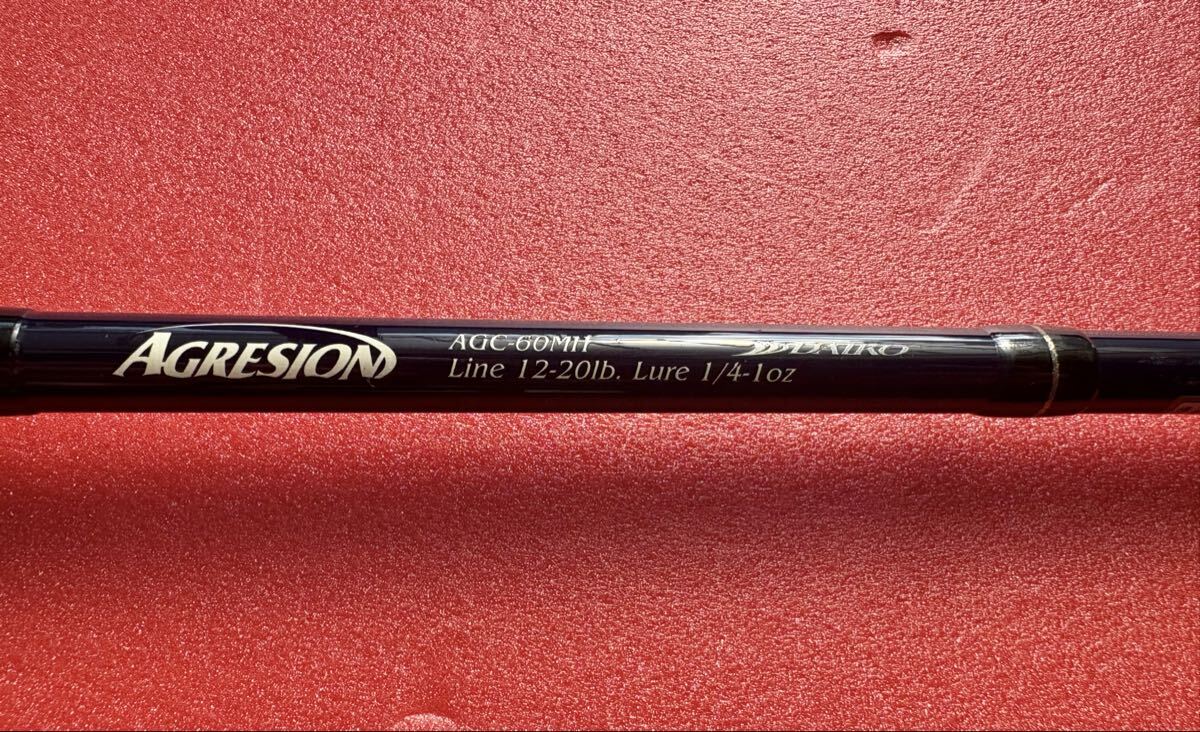 AGRESION
AGC-60MH
DAIKO
Line 12-20lb. Lure 1/4-1oz